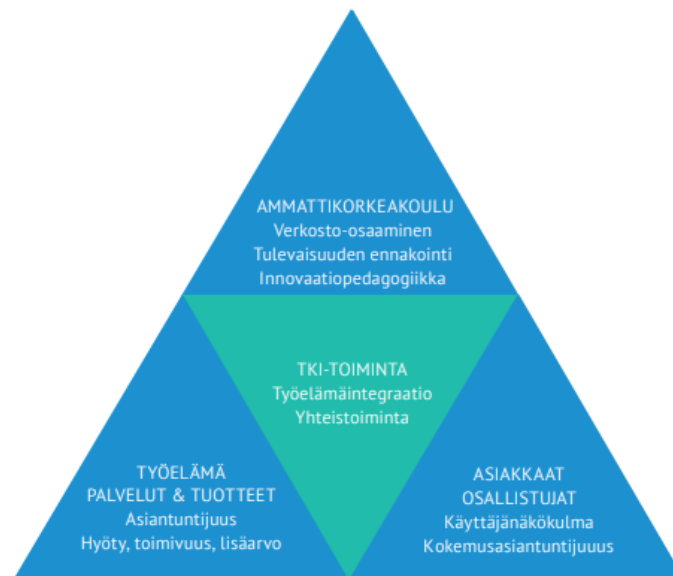 AMMATTIKORKEAKOULU
Verkosto-osaaminen
Tulevaisuuden ennakointi
Innovaatiopedagogiikka
TKI-TOIMINTA
Työelämäintegraatio
Yhteistoiminta
TYÖELÄMÄ
PALVELUT & TUOTTEET
Asiantuntijuus
Hyöty, toimivuus, lisäarvo
ASIAKKAAT
OSALLISTUJAT
Käyttäjänäkökulma
Kokemusasiantuntijuuus